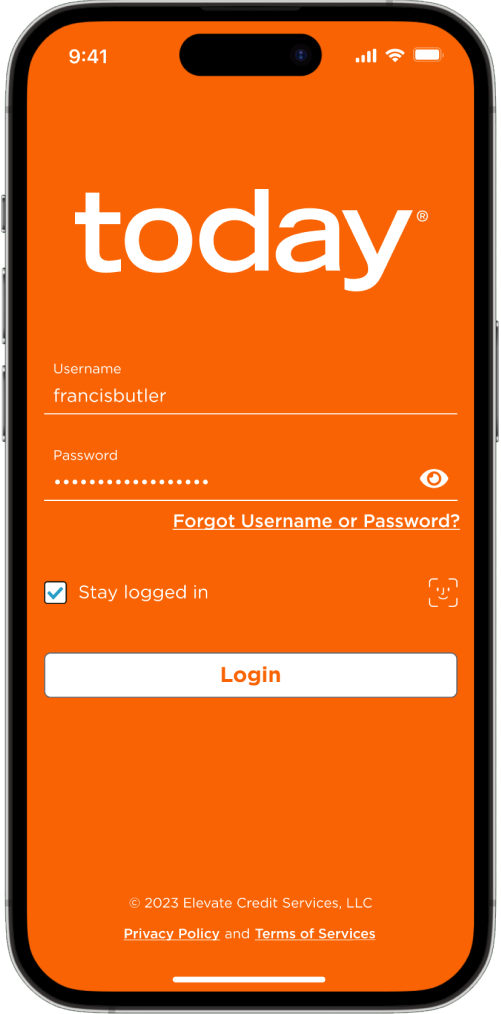 9:41
today®
Username
francisbutler
Password
••••••••••••••••••
Forgot Username or Password?
Stay logged in
Login
© 2023 Elevate Credit Services, LLC
Privacy Policy and Terms of Services